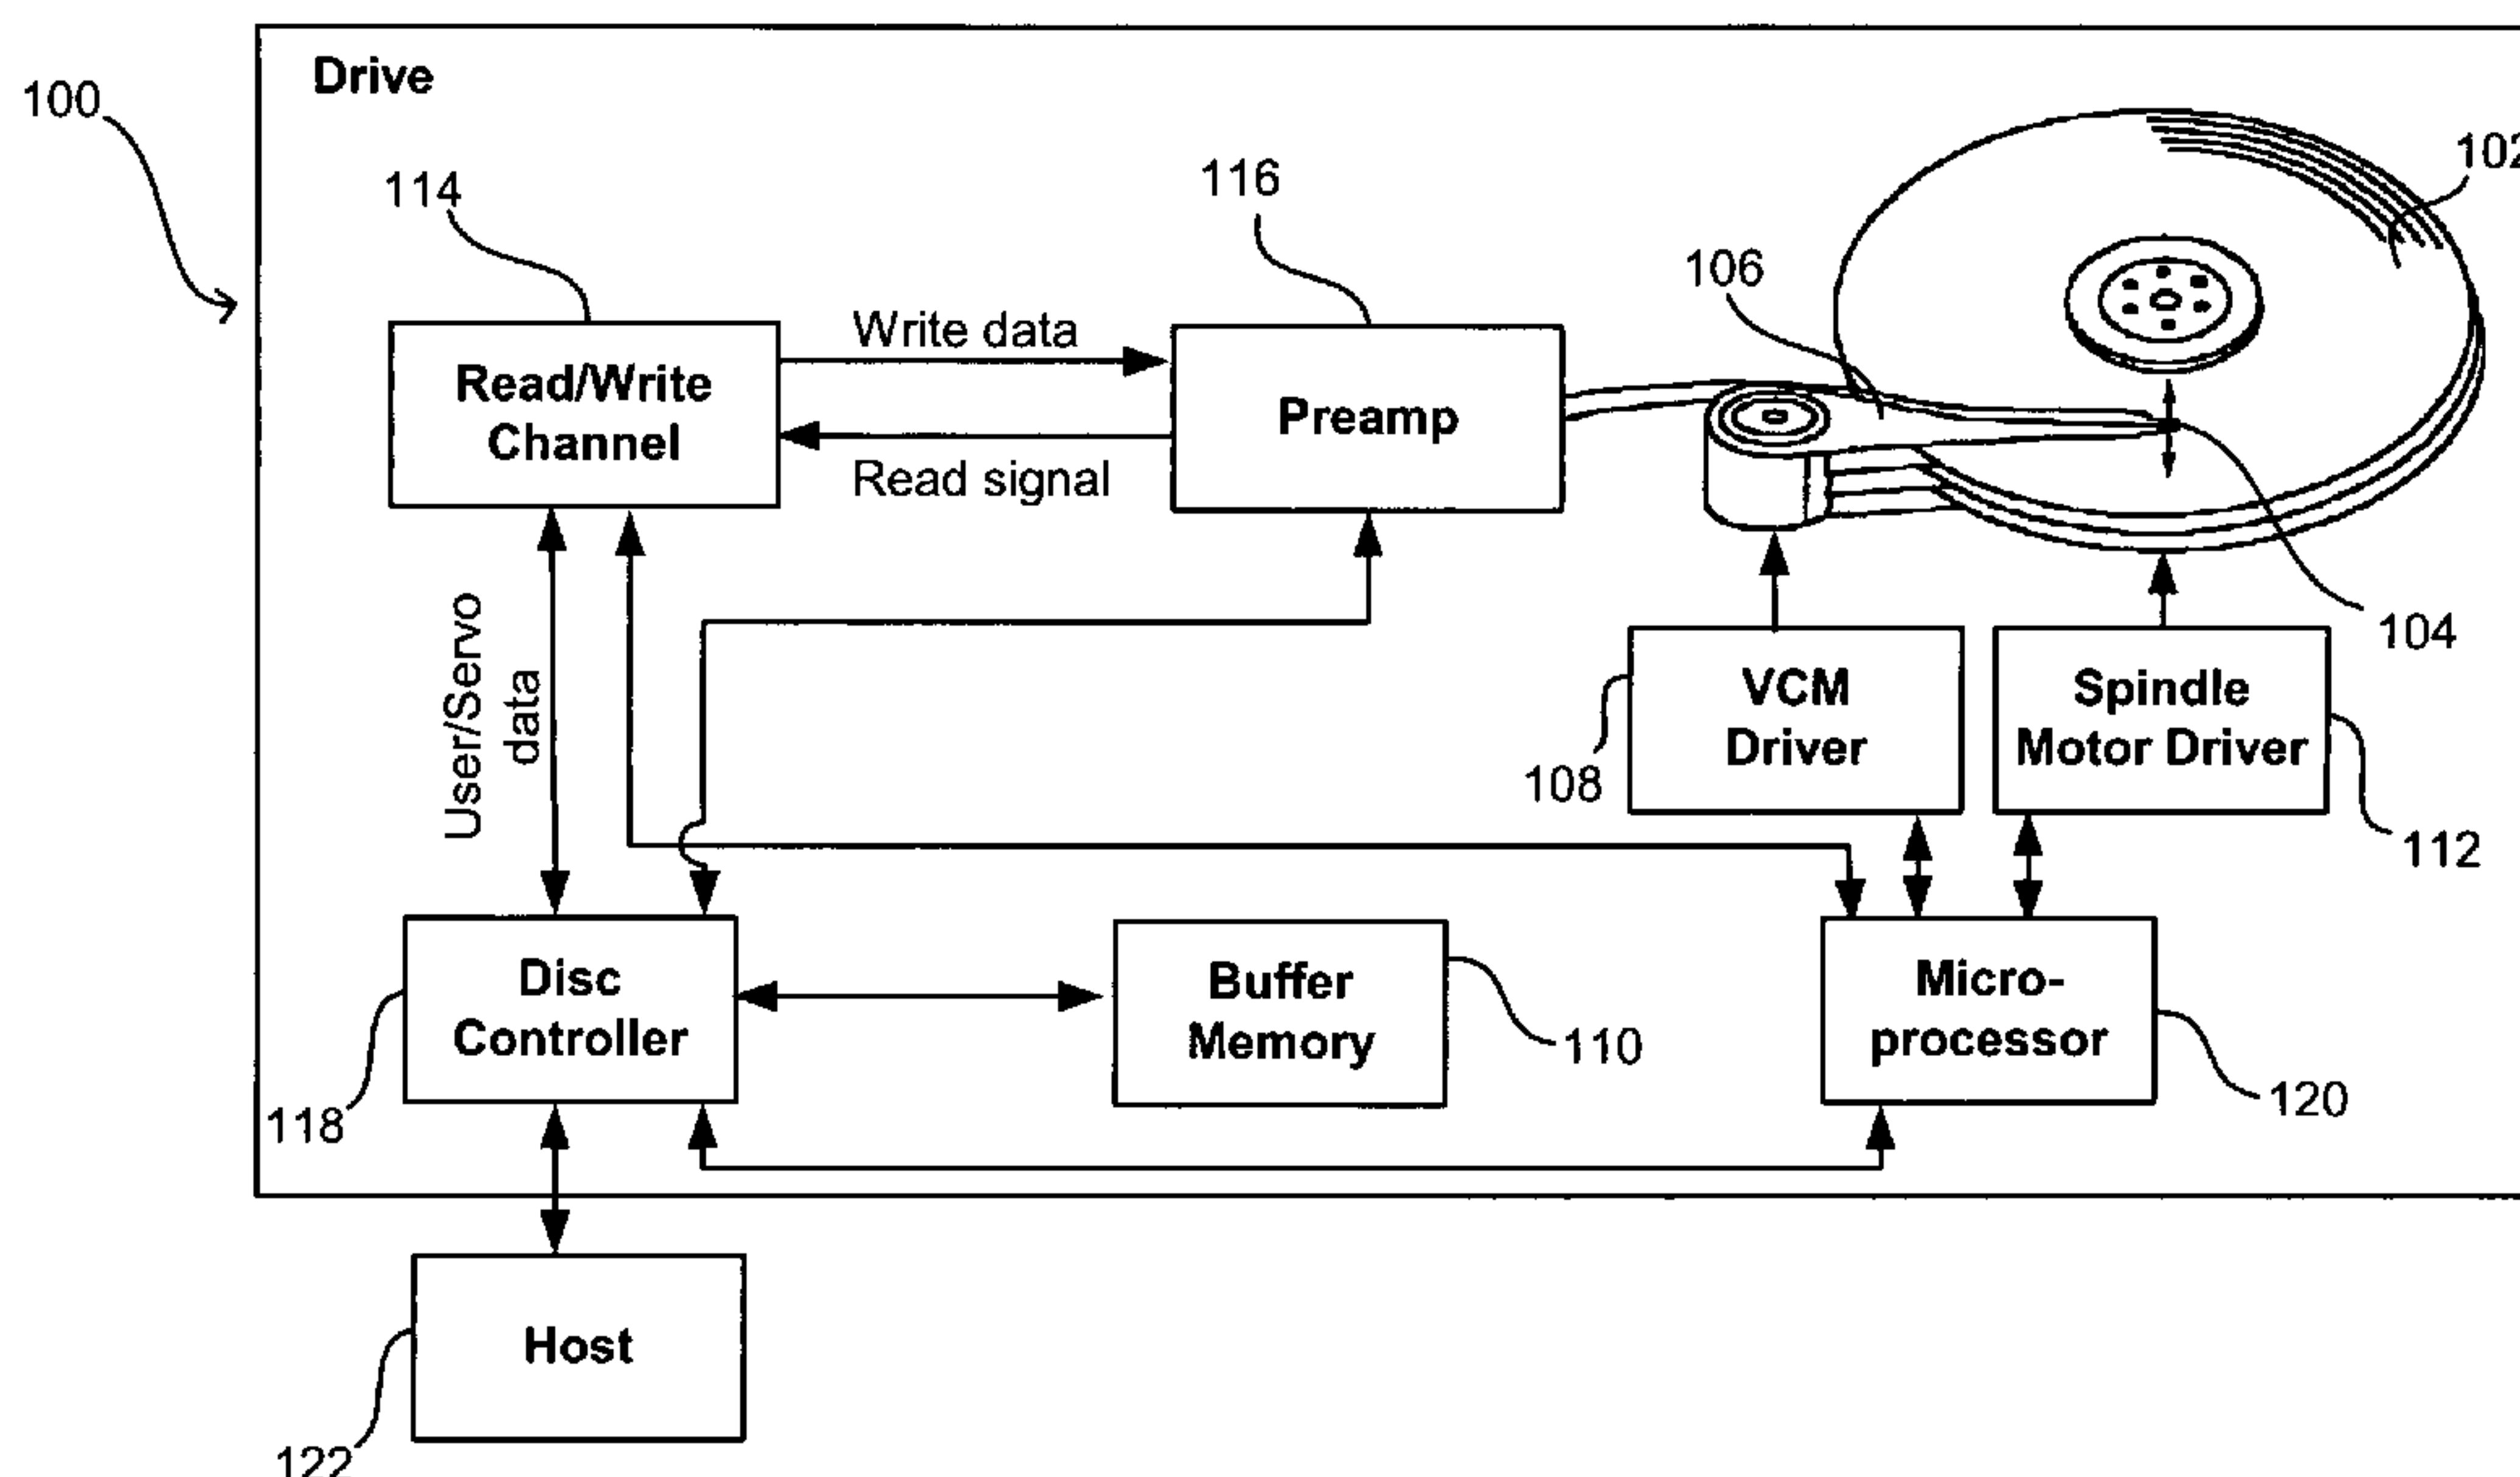 Drive
100
102
114
116
106
Write data
Read/Write
Channel
Preamp
Read signal
User/Servo
data
104
VCM
Driver
Spindle
Motor Driver
108
112
Disc
Controller
Buffer
Memory
Micro-
processor
110
118
120
Host
122